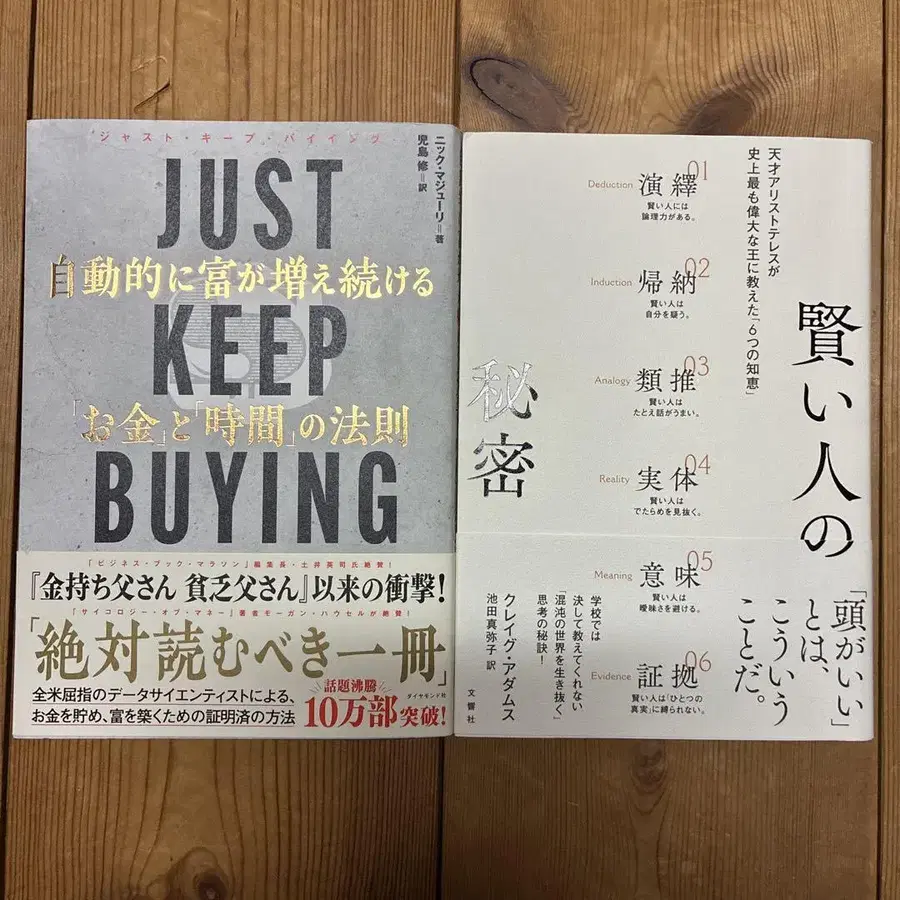 ジャスト・キープ・バイイング
ニック・マジューリ=著
児島 修=訳
JUST
自動的に富が増え続ける
KEEP
「お金」と「時間」の法則
BUYING
「ビジネス・ブック・マラソン」編集長・土井英司氏絶賛!
『金持ち父さん 貧乏父さん』以来の衝撃!
「サイコロジー・オブ・マネー」著者モーガン・ハウセルが絶賛!
「絶対読むべき一冊」
ダイヤモンド社
全米屈指のデータサイエンティストによる、
お金を貯め、富を築くための証明済の方法
話題沸騰
10万部突破!
天才アリストテレスが
史上最も偉大な王に教えた「6つの知恵」
賢い人の
秘密
01
Deduction 演繹
賢い人には
論理力がある。
02
Induction 帰納
賢い人は
自分を疑う。
03
Analogy 類推
賢い人は
たとえ話がうまい。
04
Reality 実体
賢い人は
でたらめを見抜く。
05
Meaning 意味
賢い人は
曖昧さを避ける。
06
Evidence 証拠
賢い人は「ひとつの
真実」に縛られない。
「頭がいい」
とは、
こういう
ことだ。
学校では
決して教えてくれない
「混沌の世界を生き抜く」
思考の秘訣!
クレイグ・アダムス
池田真弥子 訳
文響社